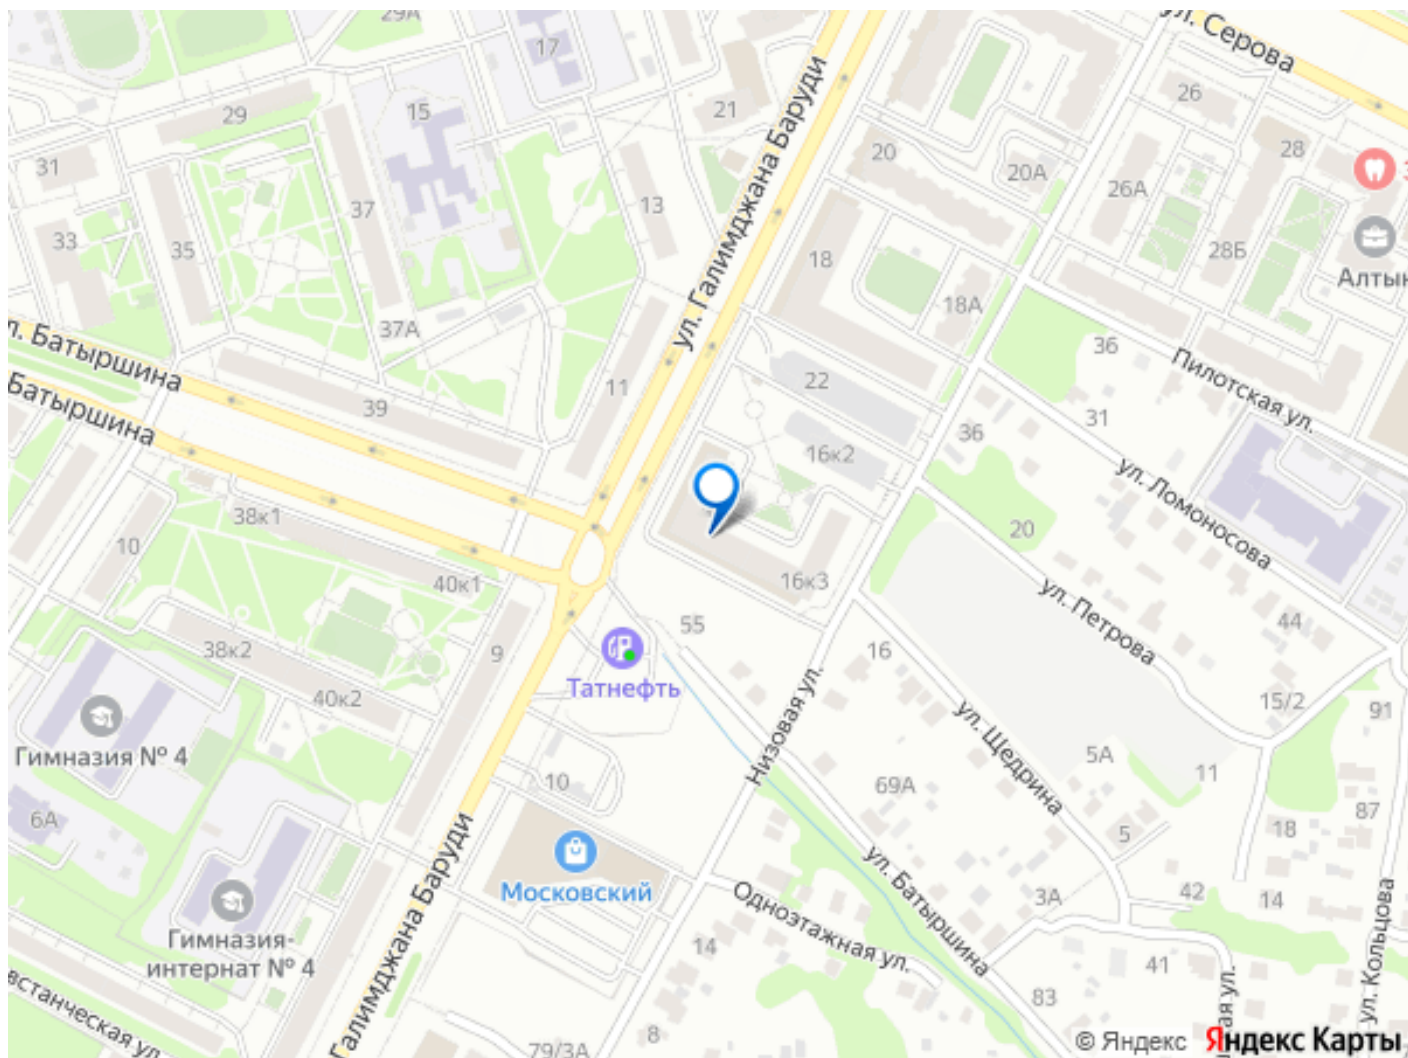 29А
17
ул. Серова
29
15
21
26
28
31
13
20
20А
26А
37
33
35
18
28Б
Алтын
ул. Галимджана Баруди
18А
37А
л. Батыршина
36
Пилотская ул.
22
11
39
31
Батыршина
36
16к2
ул. Ломоносова
38к1
20
10
40к1
16к3
ул. Петрова
55
44
38к2
9
16
Татнефть
40к2
15/2
91
ул. Щедрина
Гимназия № 4
Низовая ул.
5А
11
10
69А
87
6А
18
5
Московский
ул. Батыршина
Одноэтажная ул.
3А
42
14
ул. Кольцова
Гимназия-
интернат № 4
14
41
Галимджана Баруди
встанческая ул.
83
ая ул.
8
79/3А
© Яндекс Яндекс Карты